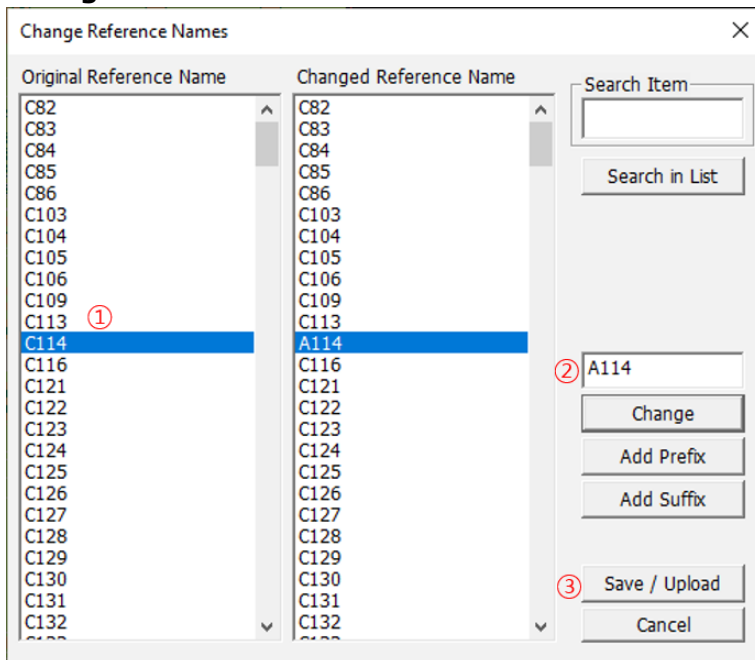 Change Reference Names
Original Reference Name
C82
C83
C84
C85
C86
C103
C104
C105
C106
C109
C113 ①
C114
C116
C121
C122
C123
C124
C125
C126
C127
C128
C129
C130
C131
C132
Changed Reference Name
C82
C83
C84
C85
C86
C103
C104
C105
C106
C109
C113
A114
C116
C121
C122
C123
C124
C125
C126
C127
C128
C129
C130
C131
C132
Search Item
Search in List
② A114
Change
Add Prefix
Add Suffix
③ Save / Upload
Cancel